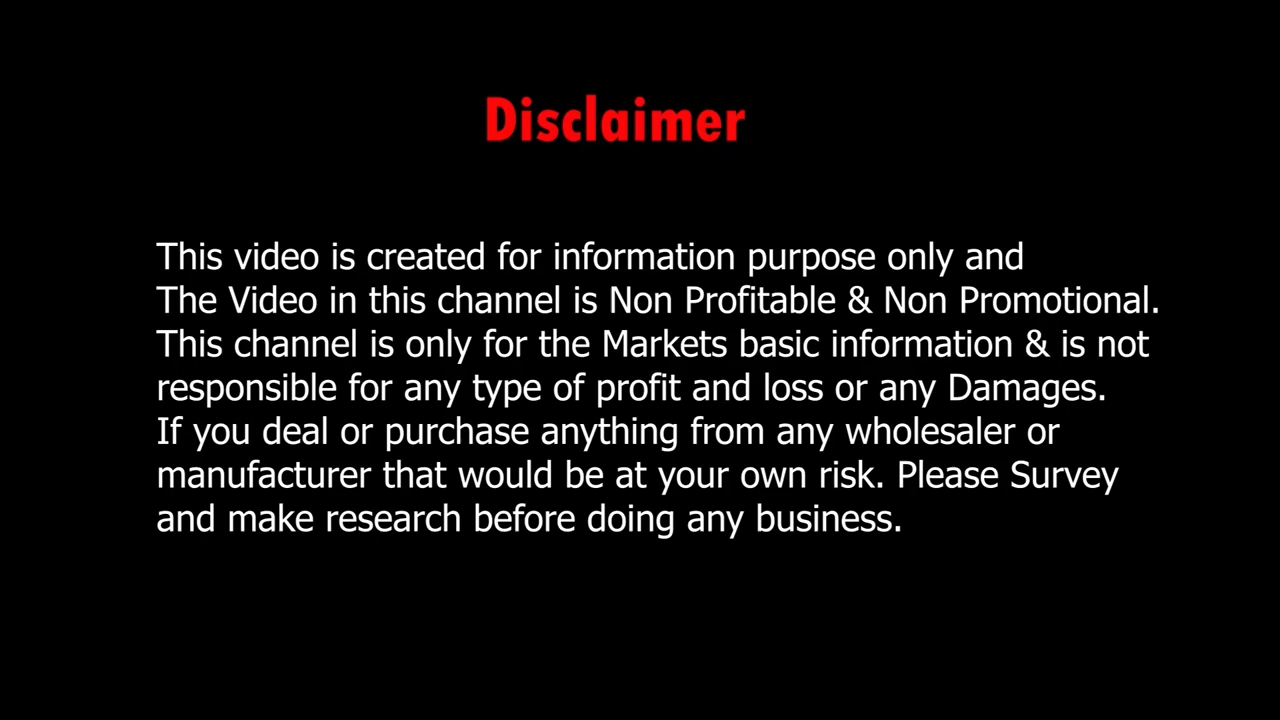 Disclaimer
This video is created for information purpose only and
The Video in this channel is Non Profitable & Non Promotional.
This channel is only for the Markets basic information & is not
responsible for any type of profit and loss or any Damages.
If you deal or purchase anything from any wholesaler or
manufacturer that would be at your own risk. Please Survey
and make research before doing any business.